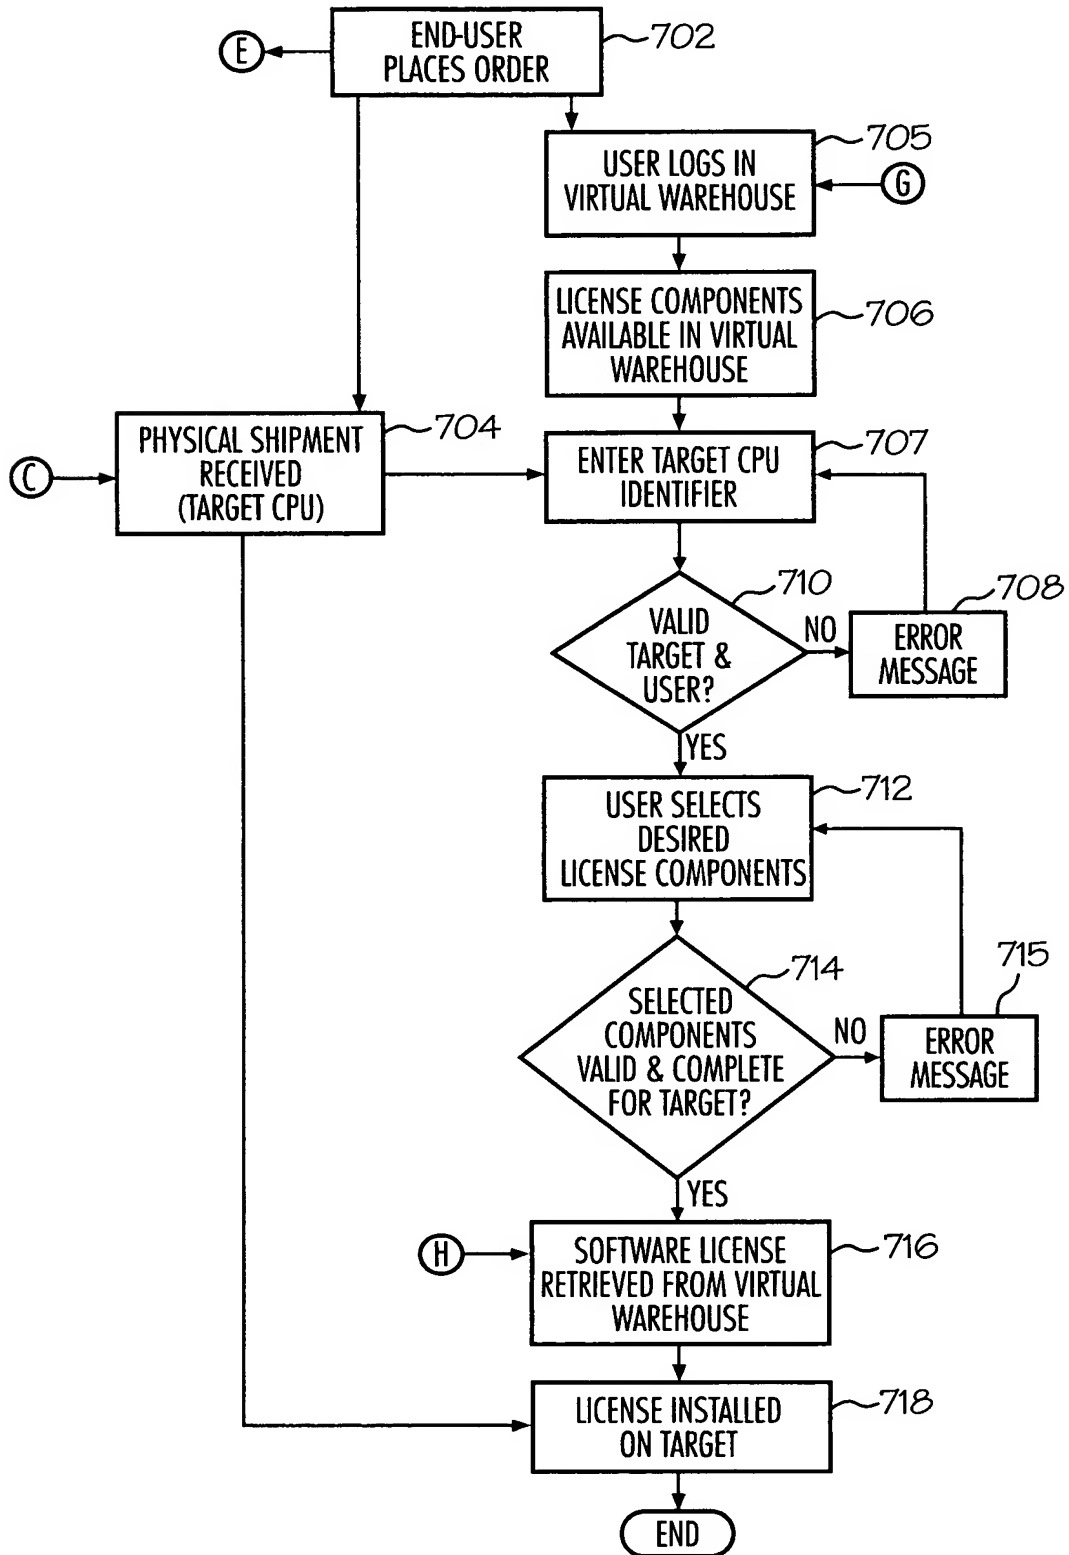 E
END-USER
PLACES ORDER
702
705
USER LOGS IN
VIRTUAL WAREHOUSE
G
LICENSE COMPONENTS
AVAILABLE IN VIRTUAL
WAREHOUSE
706
C
PHYSICAL SHIPMENT
RECEIVED
(TARGET CPU)
704
ENTER TARGET CPU
IDENTIFIER
707
710
VALID
TARGET &
USER?
NO
708
ERROR
MESSAGE
YES
USER SELECTS
DESIRED
LICENSE COMPONENTS
712
714
SELECTED
COMPONENTS
VALID & COMPLETE
FOR TARGET?
NO
715
ERROR
MESSAGE
YES
H
SOFTWARE LICENSE
RETRIEVED FROM VIRTUAL
WAREHOUSE
716
LICENSE INSTALLED
ON TARGET
718
END